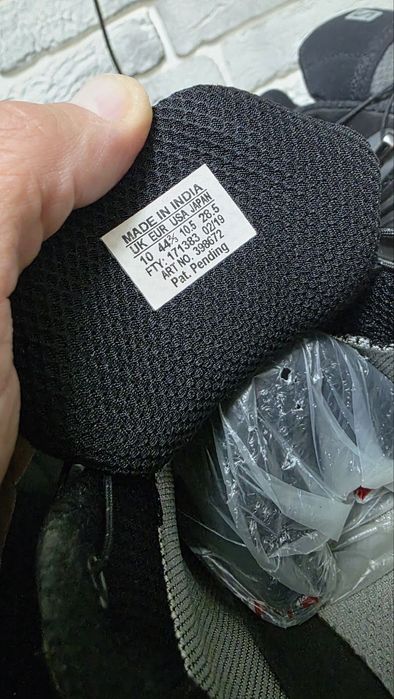 MADE IN INDIA
UK EUR USA JAPAN
10 44⅔ 10.5 28.5
FTY: 171383 02/19
ART NO. 398672
Pat. Pending